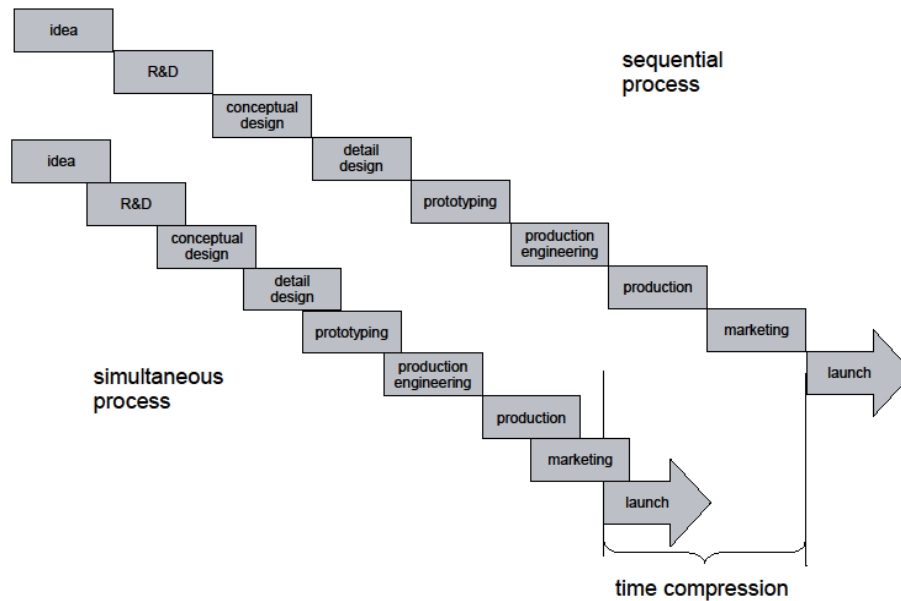 idea
R&D
conceptual
design
detail
design
prototyping
production
engineering
production
marketing
launch
sequential
process
idea
R&D
conceptual
design
detail
design
prototyping
production
engineering
production
marketing
launch
simultaneous
process
time compression